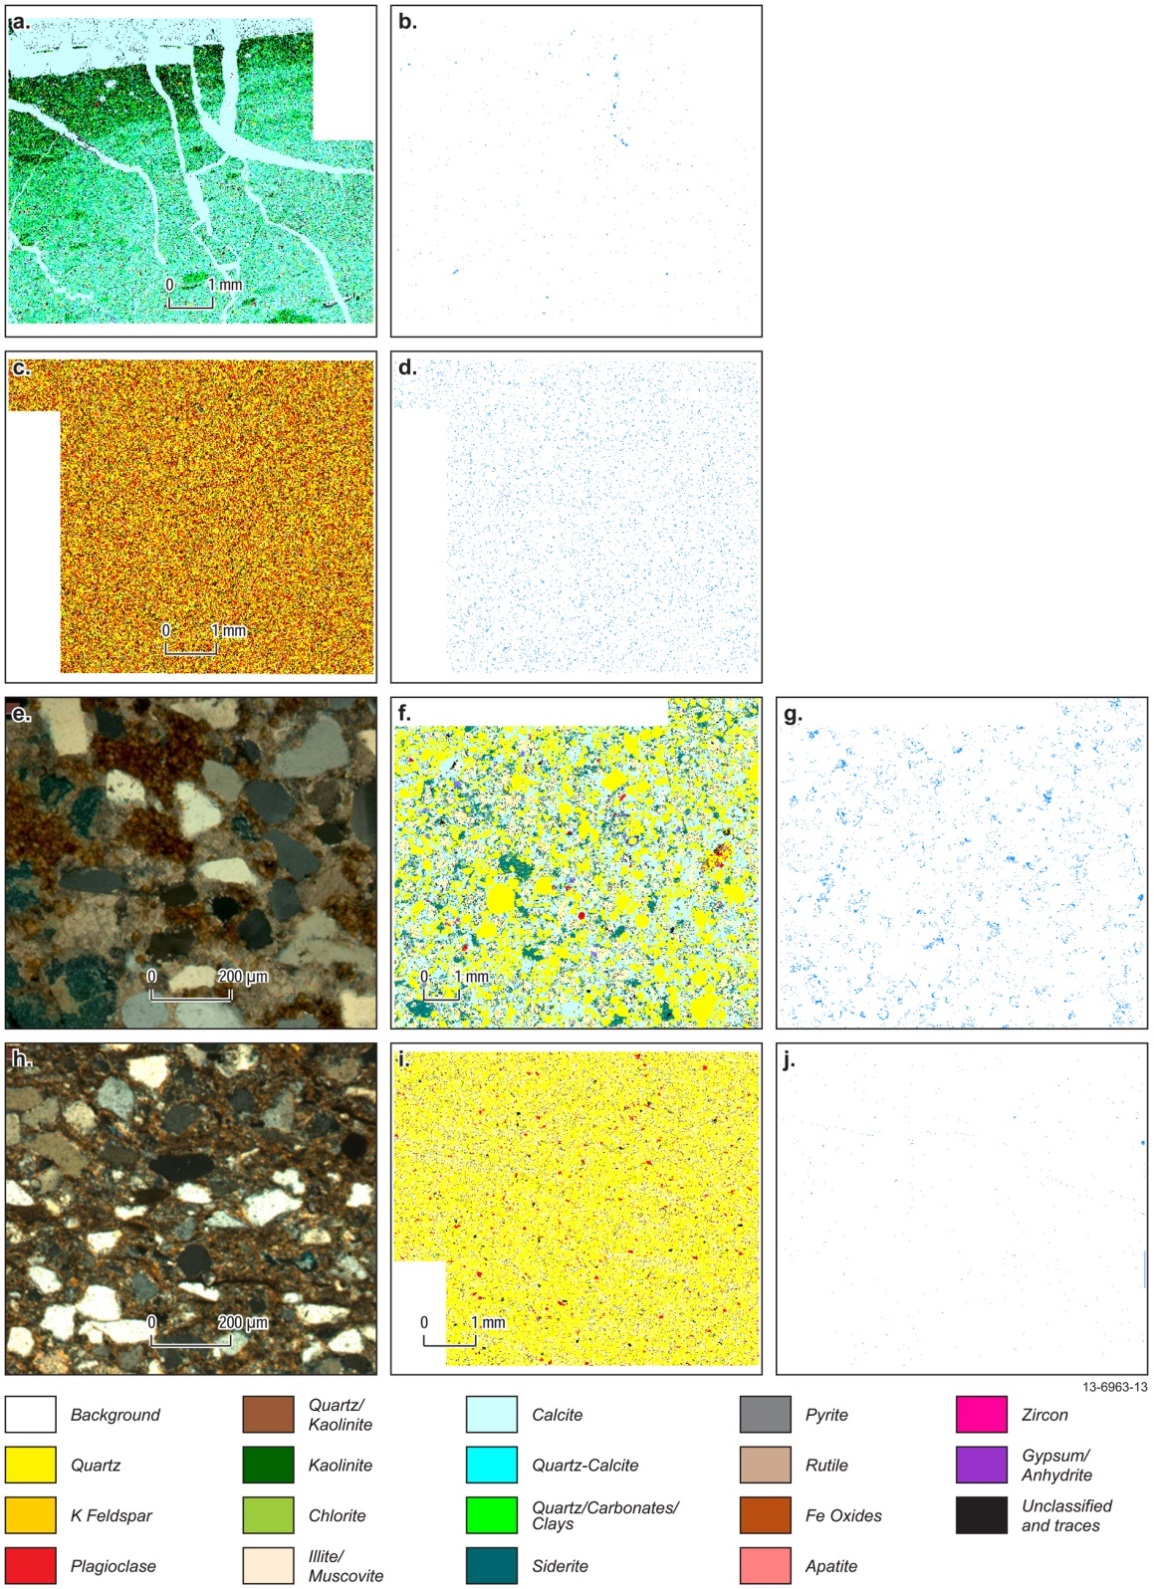 a.
b.
0 1 mm
c.
d.
0 1 mm
e.
f.
g.
0 200 µm
0 1 mm
h.
i.
j.
0 200 µm
0 1 mm
13-6963-13
Background
Quartz
K Feldspar
Plagioclase
Quartz/
Kaolinite
Kaolinite
Chlorite
Illite/
Muscovite
Calcite
Quartz-Calcite
Quartz/Carbonates/
Clays
Siderite
Pyrite
Rutile
Fe Oxides
Apatite
Zircon
Gypsum/
Anhydrite
Unclassified
and traces